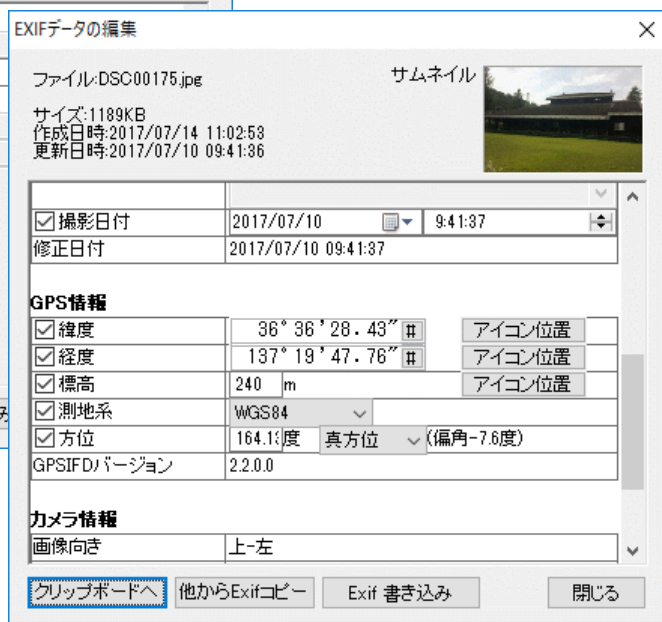 EXIFデータの編集
ファイル:DSC00175.jpg
サムネイル
サイズ:1189KB
作成日時:2017/07/14 11:02:53
更新日時:2017/07/10 09:41:36
撮影日付 2017/07/10 9:41:37
修正日付 2017/07/10 09:41:37
GPS情報
緯度 36°36'28.43" # アイコン位置
経度 137°19'47.76" # アイコン位置
標高 240 m アイコン位置
測地系 WGS84
方位 164.13度 真方位 (偏角-7.6度)
GPSIFDバージョン 2.2.0.0
カメラ情報
画像向き 上-左
クリップボードへ 他からExifコピー Exif 書き込み 閉じる